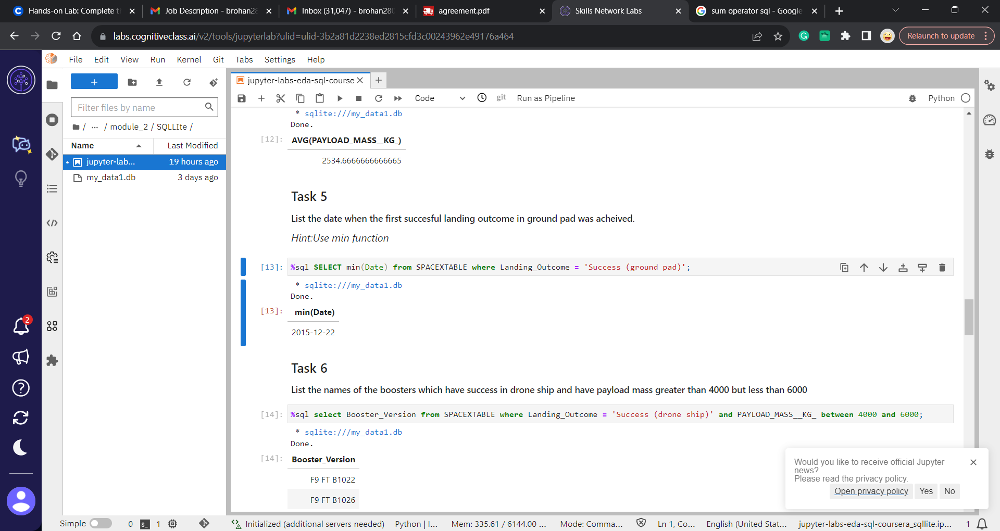 Hands-on Lab: Complete t
Job Description - brohan28
Inbox (31,047) - brohan280
agreement.pdf
Skills Network Labs
sum operator sql - Google
labs.cognitiveclass.ai/v2/tools/jupyterlab?ulid=ulid-3b2a81d2238ed2815cfd3c00243962e49176a464
Relaunch to update
File Edit View Run Kernel Git Tabs Settings Help
jupyter-labs-eda-sql-course
Code
git
Run as Pipeline
Python
Filter files by name
/ ... / module_2 / SQLLIte /
Name Last Modified
jupyter-lab... 19 hours ago
my_data1.db 3 days ago
* sqlite:///my_data1.db
Done.
[12]: AVG(PAYLOAD_MASS__KG_)
2534.6666666666665
Task 5
List the date when the first succesful landing outcome in ground pad was acheived.
Hint:Use min function
[13]: %sql SELECT min(Date) from SPACEXTABLE where Landing_Outcome = 'Success (ground pad)';
* sqlite:///my_data1.db
Done.
[13]: min(Date)
2015-12-22
Task 6
List the names of the boosters which have success in drone ship and have payload mass greater than 4000 but less than 6000
[14]: %sql select Booster_Version from SPACEXTABLE where Landing_Outcome = 'Success (drone ship)' and PAYLOAD_MASS__KG_ between 4000 and 6000;
* sqlite:///my_data1.db
Done.
[14]: Booster_Version
F9 FT B1022
F9 FT B1026
2
Would you like to receive official Jupyter
news?
Please read the privacy policy.
Open privacy policy Yes No
Simple 0 1 Initialized (additional servers needed) Python | I... Mem: 335.61 / 6144.00 ... Mode: Comma... Ln 1, Co... English (United Stat... jupyter-labs-eda-sql-coursera_sqllite.ip... 1